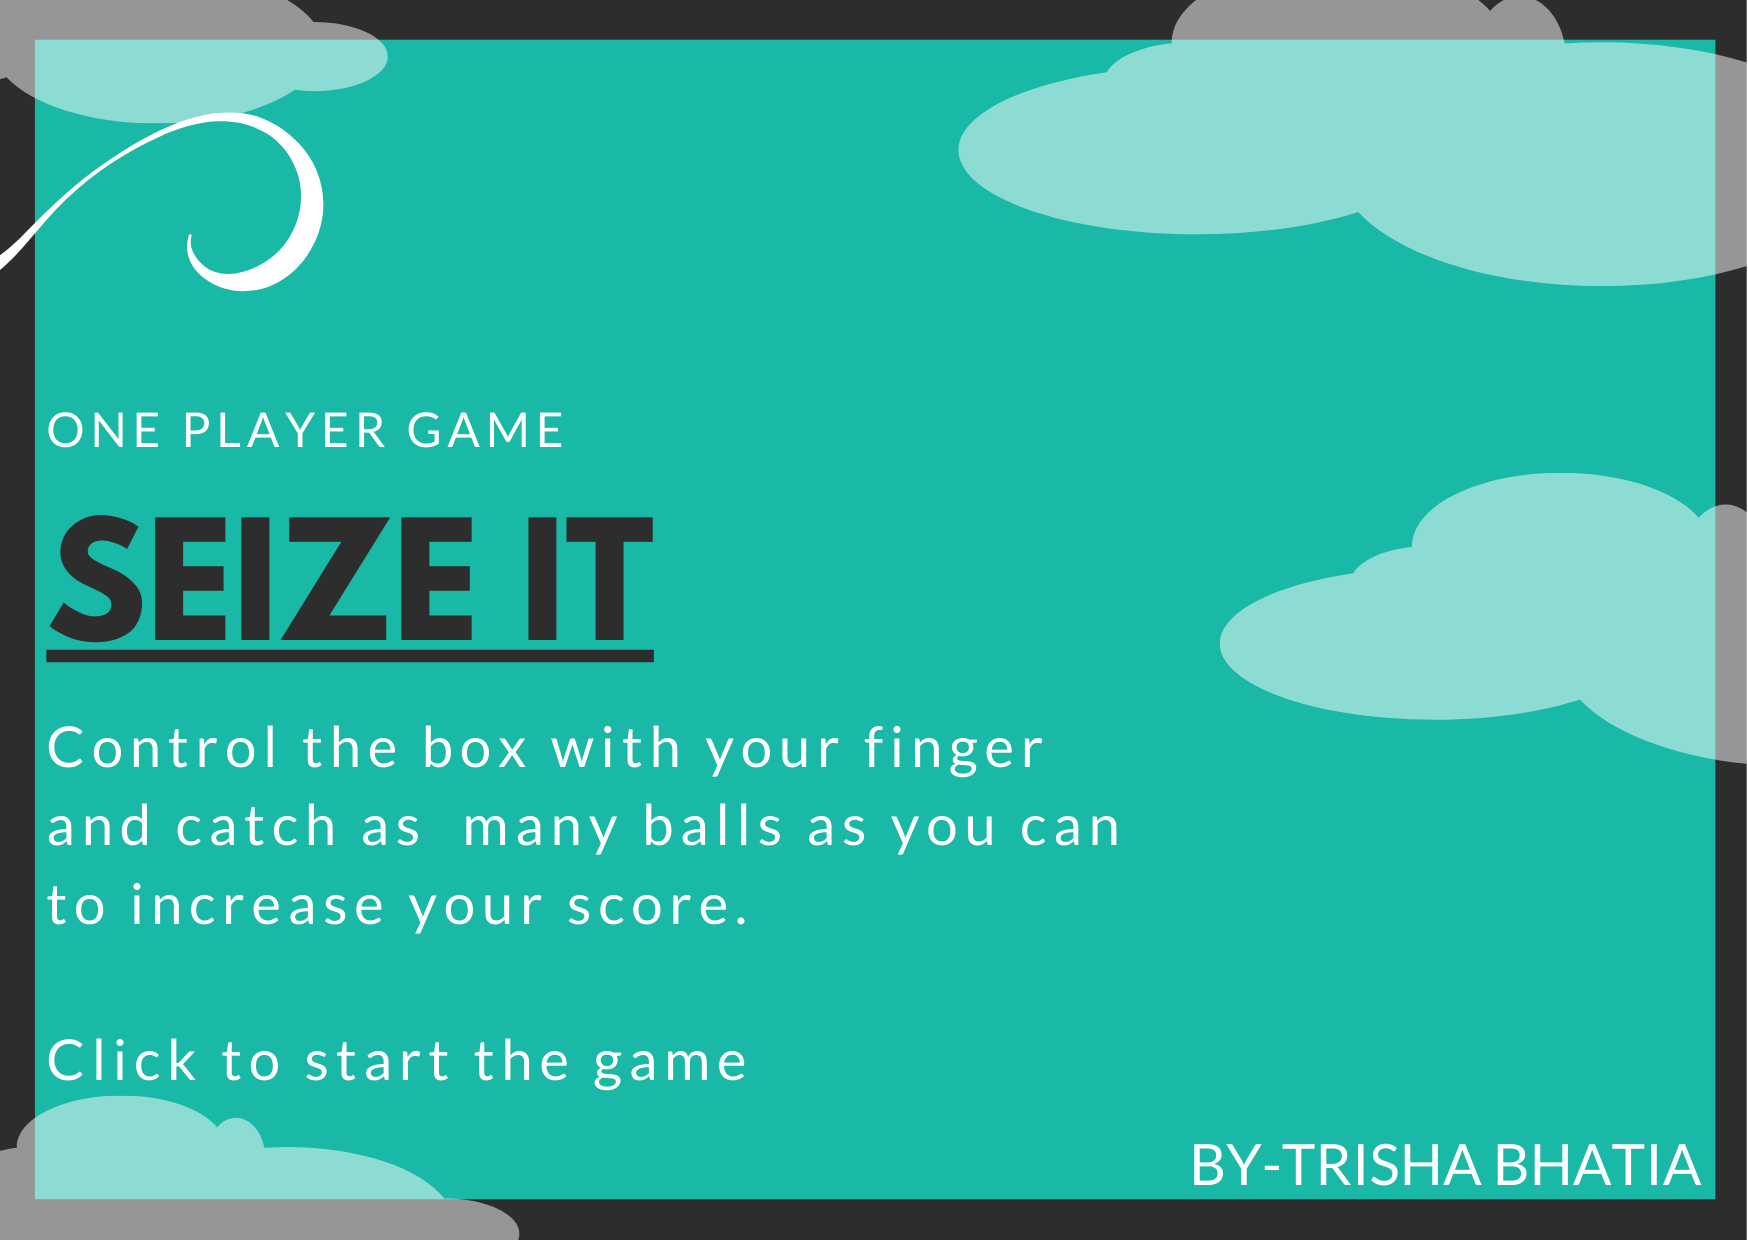 ONE PLAYER GAME
SEIZE IT
Control the box with your finger
and catch as  many balls as you can
to increase your score.
Click to start the game
BY-TRISHA BHATIA